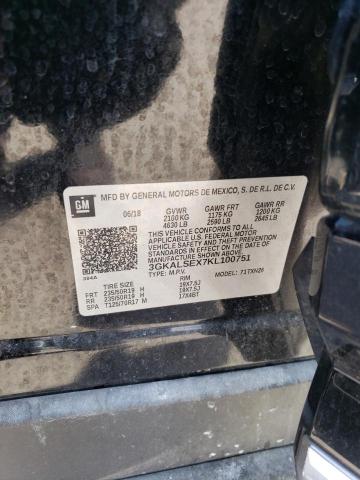 GM
MFD BY GENERAL MOTORS DE MEXICO, S. DE R.L. DE C.V.
06/18 GVWR GAWR FRT GAWR RR
2100 KG 1175 KG 1200 KG
4630 LB 2590 LB 2645 LB
THIS VEHICLE CONFORMS TO ALL
APPLICABLE U.S. FEDERAL MOTOR
VEHICLE SAFETY AND THEFT
PREVENTION STANDARDS IN EFFECT
ON THE DATE OF MANUFACTURE
SHOWN ABOVE.
3GKALSEX7KL100751
TYPE: M.P.V. MODEL: 71TXH26
TIRE SIZE RIM
FRT 235/50R19 H 19X7.5J
RR 235/50R19 H 19X7.5J
SPA T125/70R17 M 17X4BT